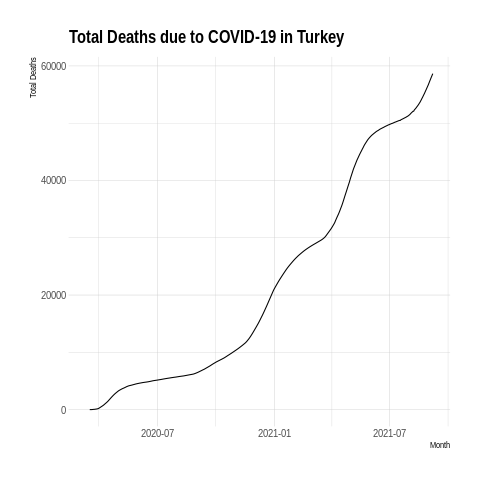 Total Deaths due to COVID-19 in Turkey
Total Deaths
60000
40000
20000
0
2020-07 2021-01 2021-07
Month